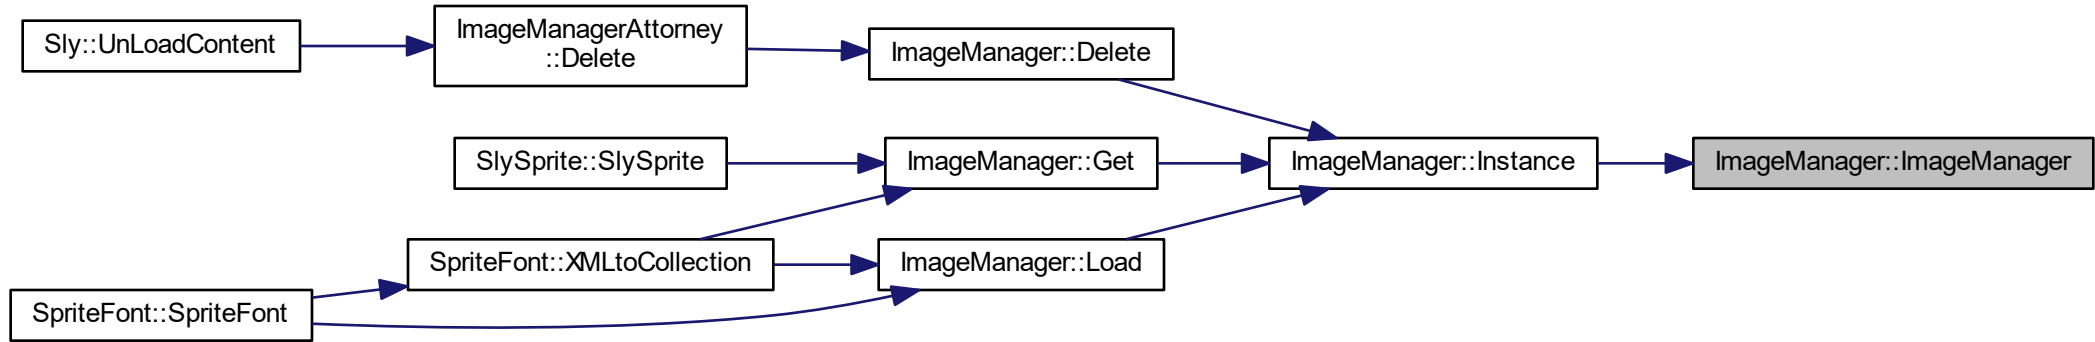 Sly::UnLoadContent
ImageManagerAttorney
::Delete
ImageManager::Delete
SlySprite::SlySprite
ImageManager::Get
ImageManager::Instance
ImageManager::ImageManager
SpriteFont::XMLtoCollection
ImageManager::Load
SpriteFont::SpriteFont